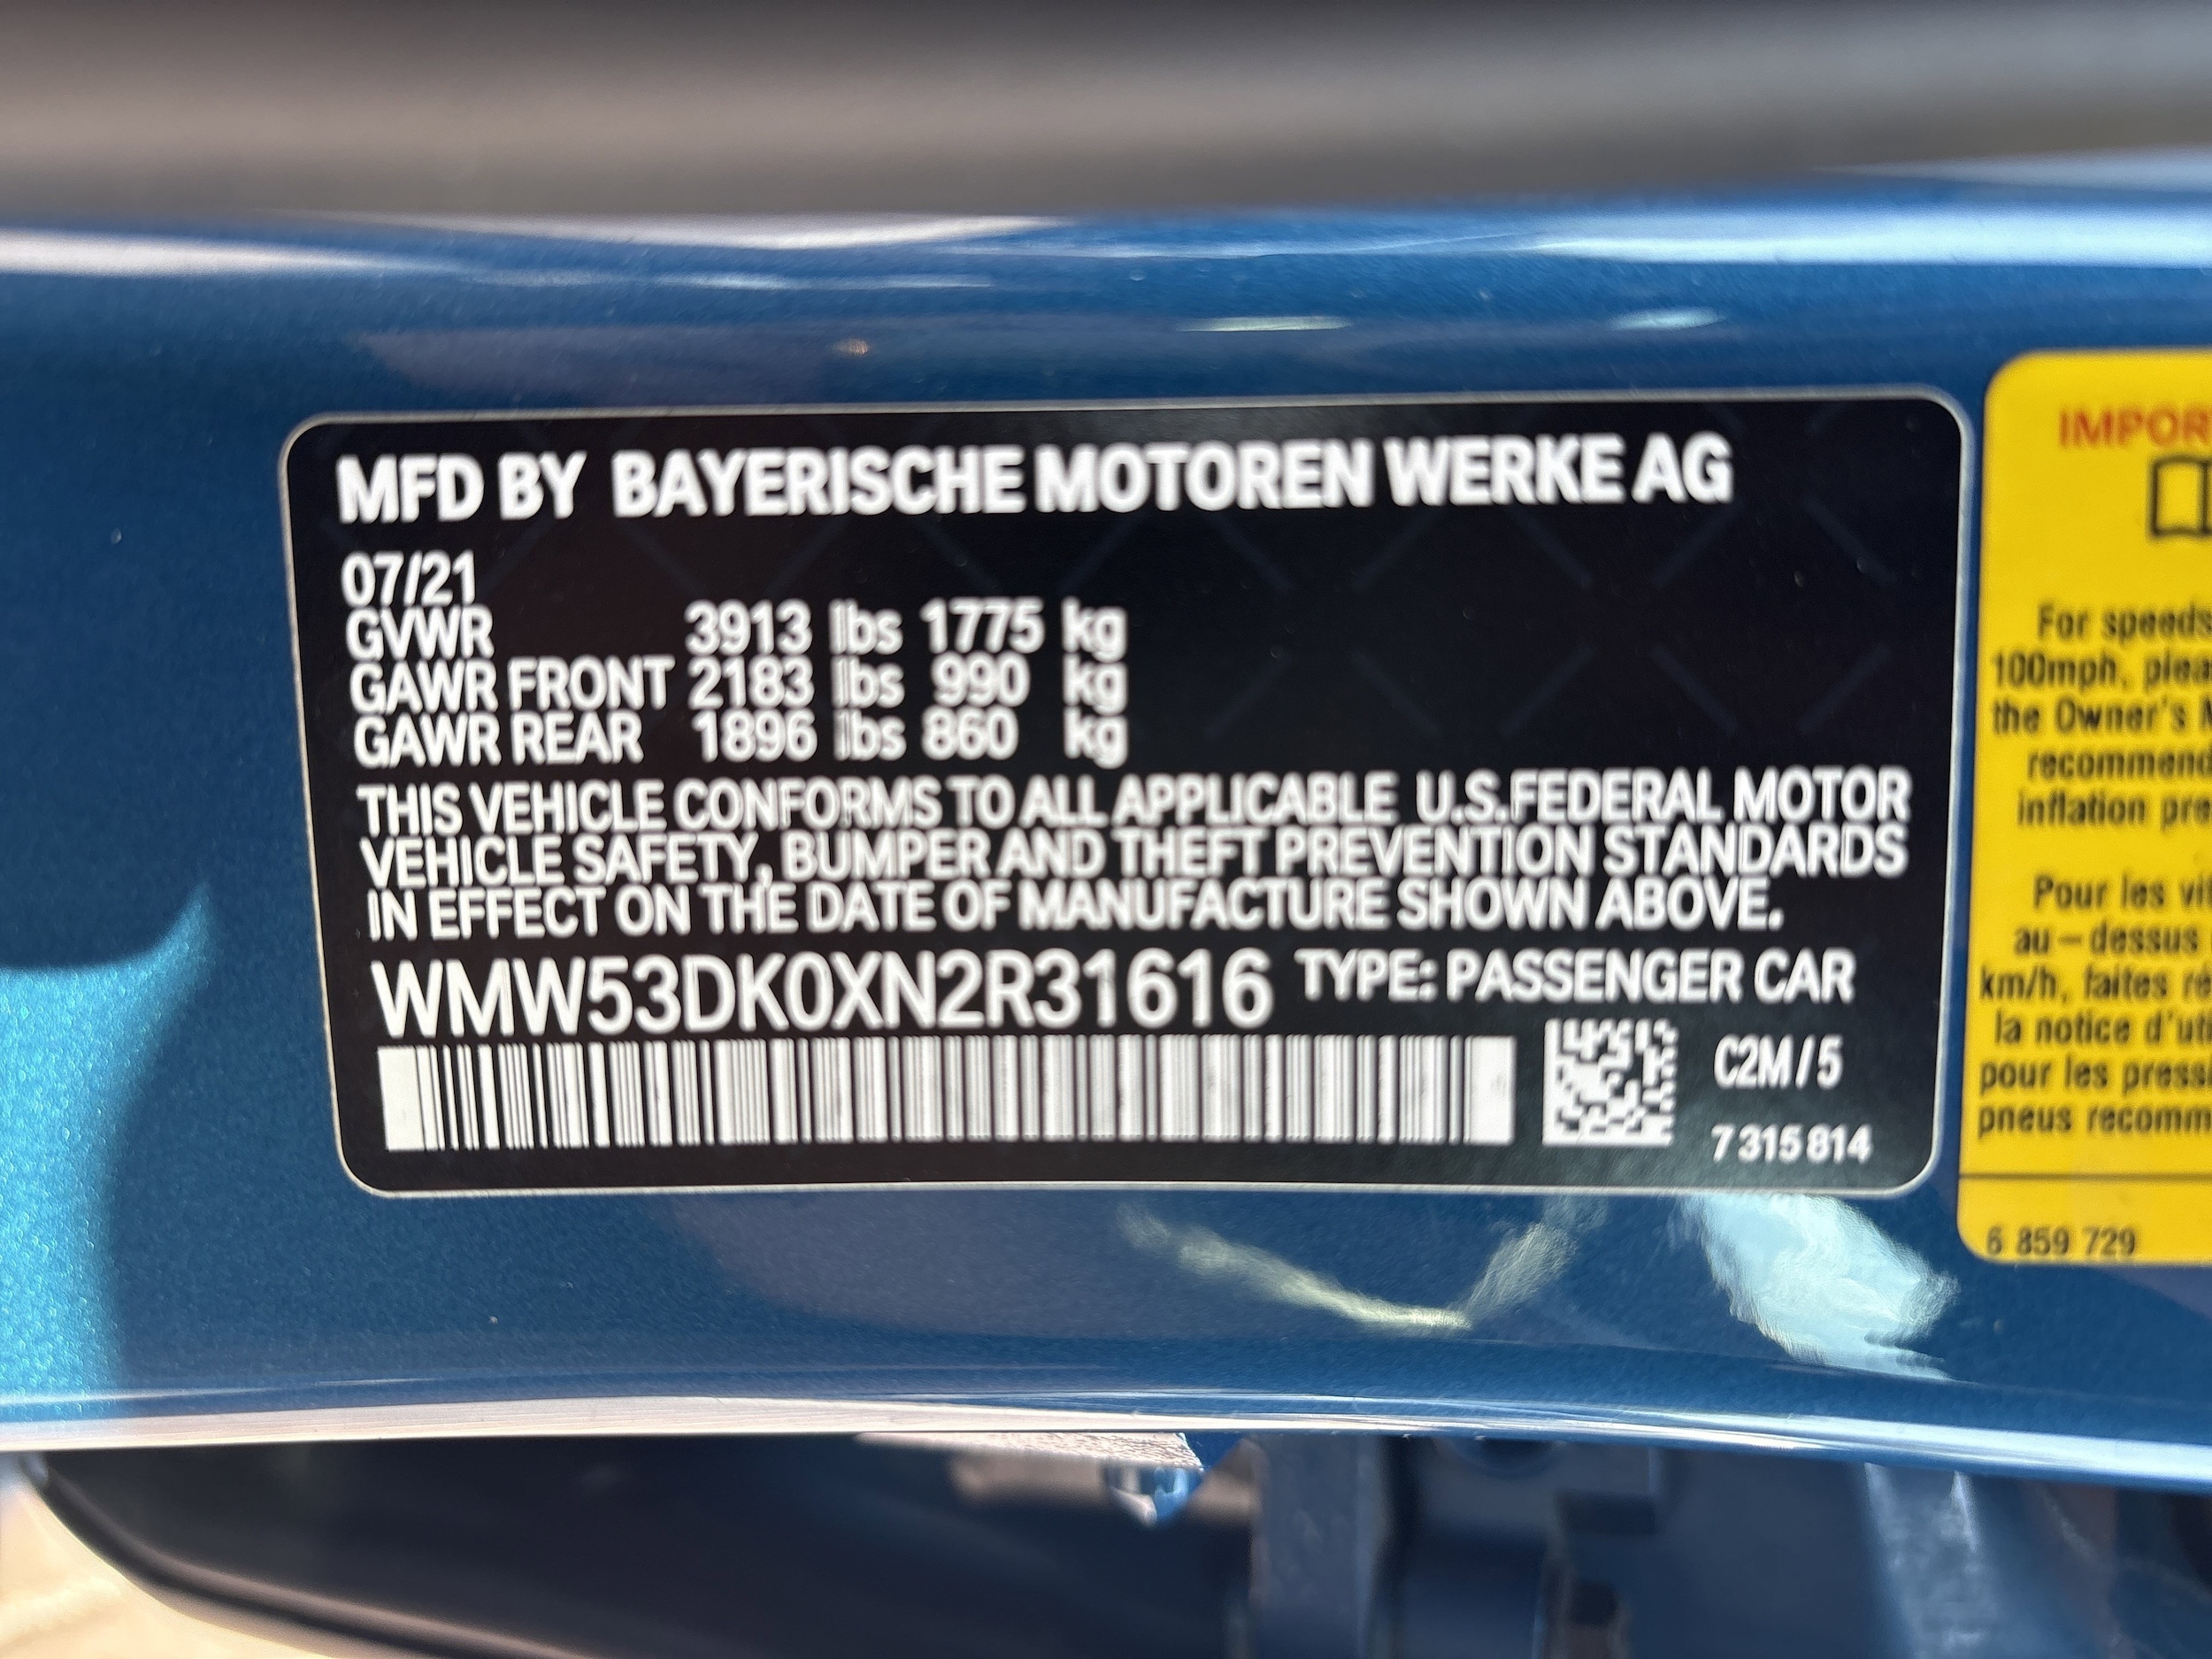 MFD BY BAYERISCHE MOTOREN WERKE AG
07/21
GVWR 3913 lbs 1775 kg
GAWR FRONT 2183 lbs 990 kg
GAWR REAR 1896 lbs 860 kg
THIS VEHICLE CONFORMS TO ALL APPLICABLE U.S.FEDERAL MOTOR
VEHICLE SAFETY, BUMPER AND THEFT PREVENTION STANDARDS
IN EFFECT ON THE DATE OF MANUFACTURE SHOWN ABOVE.
WMW53DK0XN2R31616 TYPE: PASSENGER CAR
C2M/5
7 315 814
IMPOR
For speeds
100mph, plea
the Owner's M
recommend
inflation pre
Pour les vit
au-dessus
km/h, faites re
la notice d'ut
pour les press
pneus recomm
6 859 729